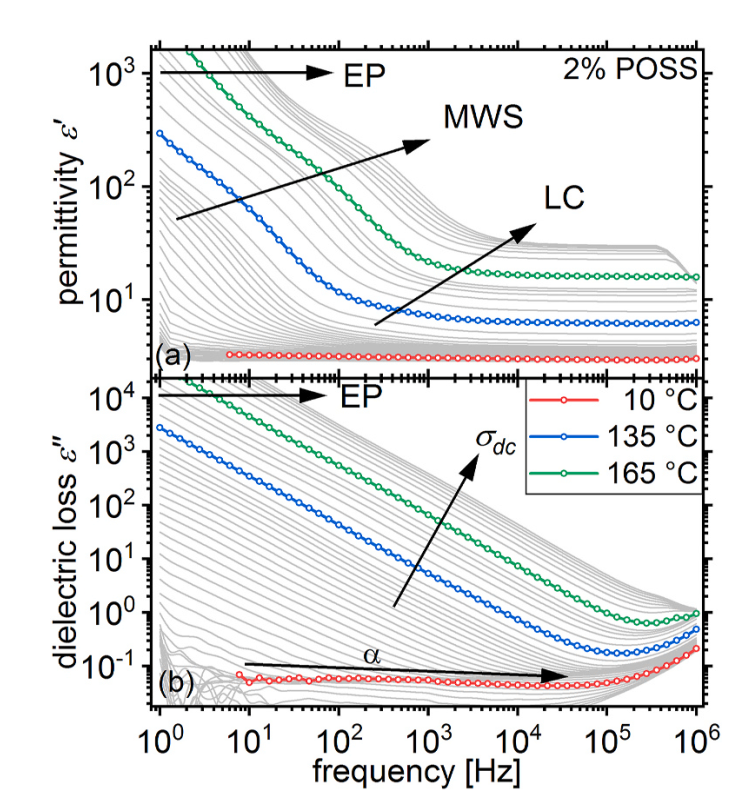 2% POSS
EP
MWS
LC
10³
10²
10¹
permittivity ε′
(a)
EP
10 °C
135 °C
165 °C
σdc
α
10⁴
10³
10²
10¹
10⁰
10⁻¹
dielectric loss ε″
(b)
10⁰ 10¹ 10² 10³ 10⁴ 10⁵ 10⁶
frequency [Hz]